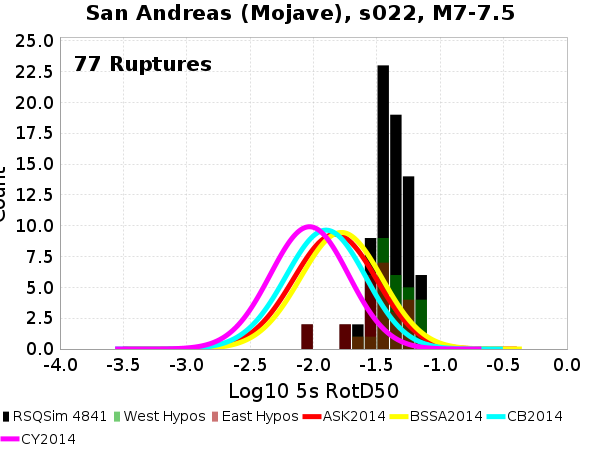 San Andreas (Mojave), s022, M7-7.5
77 Ruptures
25.0
22.5
20.0
17.5
15.0
12.5
10.0
7.5
5.0
2.5
0.0
Count
-4.0 -3.5 -3.0 -2.5 -2.0 -1.5 -1.0 -0.5 0.0
Log10 5s RotD50
RSQSim 4841 West Hypos East Hypos ASK2014 BSSA2014 CB2014
CY2014